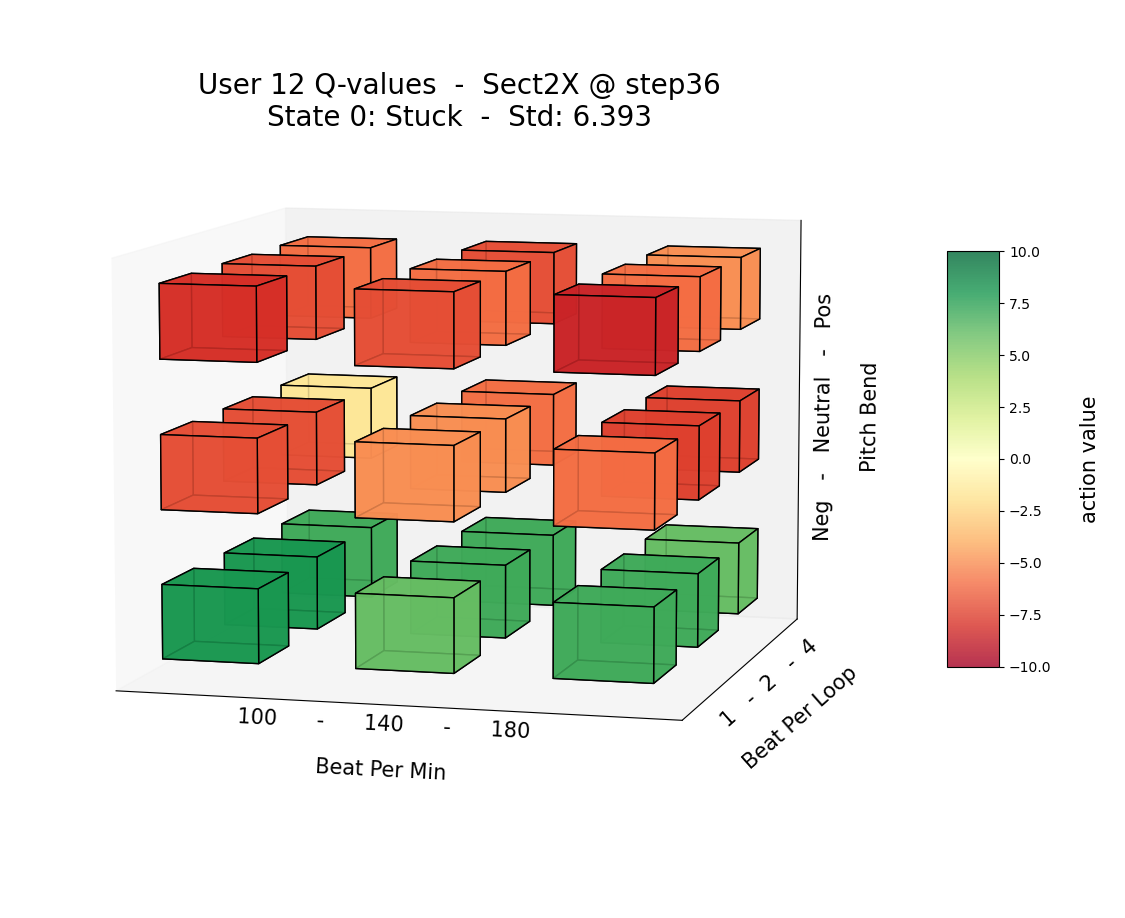 User 12 Q-values  -  Sect2X @ step36
State 0: Stuck  -  Std: 6.393
10.0
7.5
5.0
2.5
0.0
−2.5
−5.0
−7.5
−10.0
action value
Neg   -   Neutral   -   Pos
Pitch Bend
1  -  2  -  4
Beat Per Loop
100      -      140      -      180
Beat Per Min